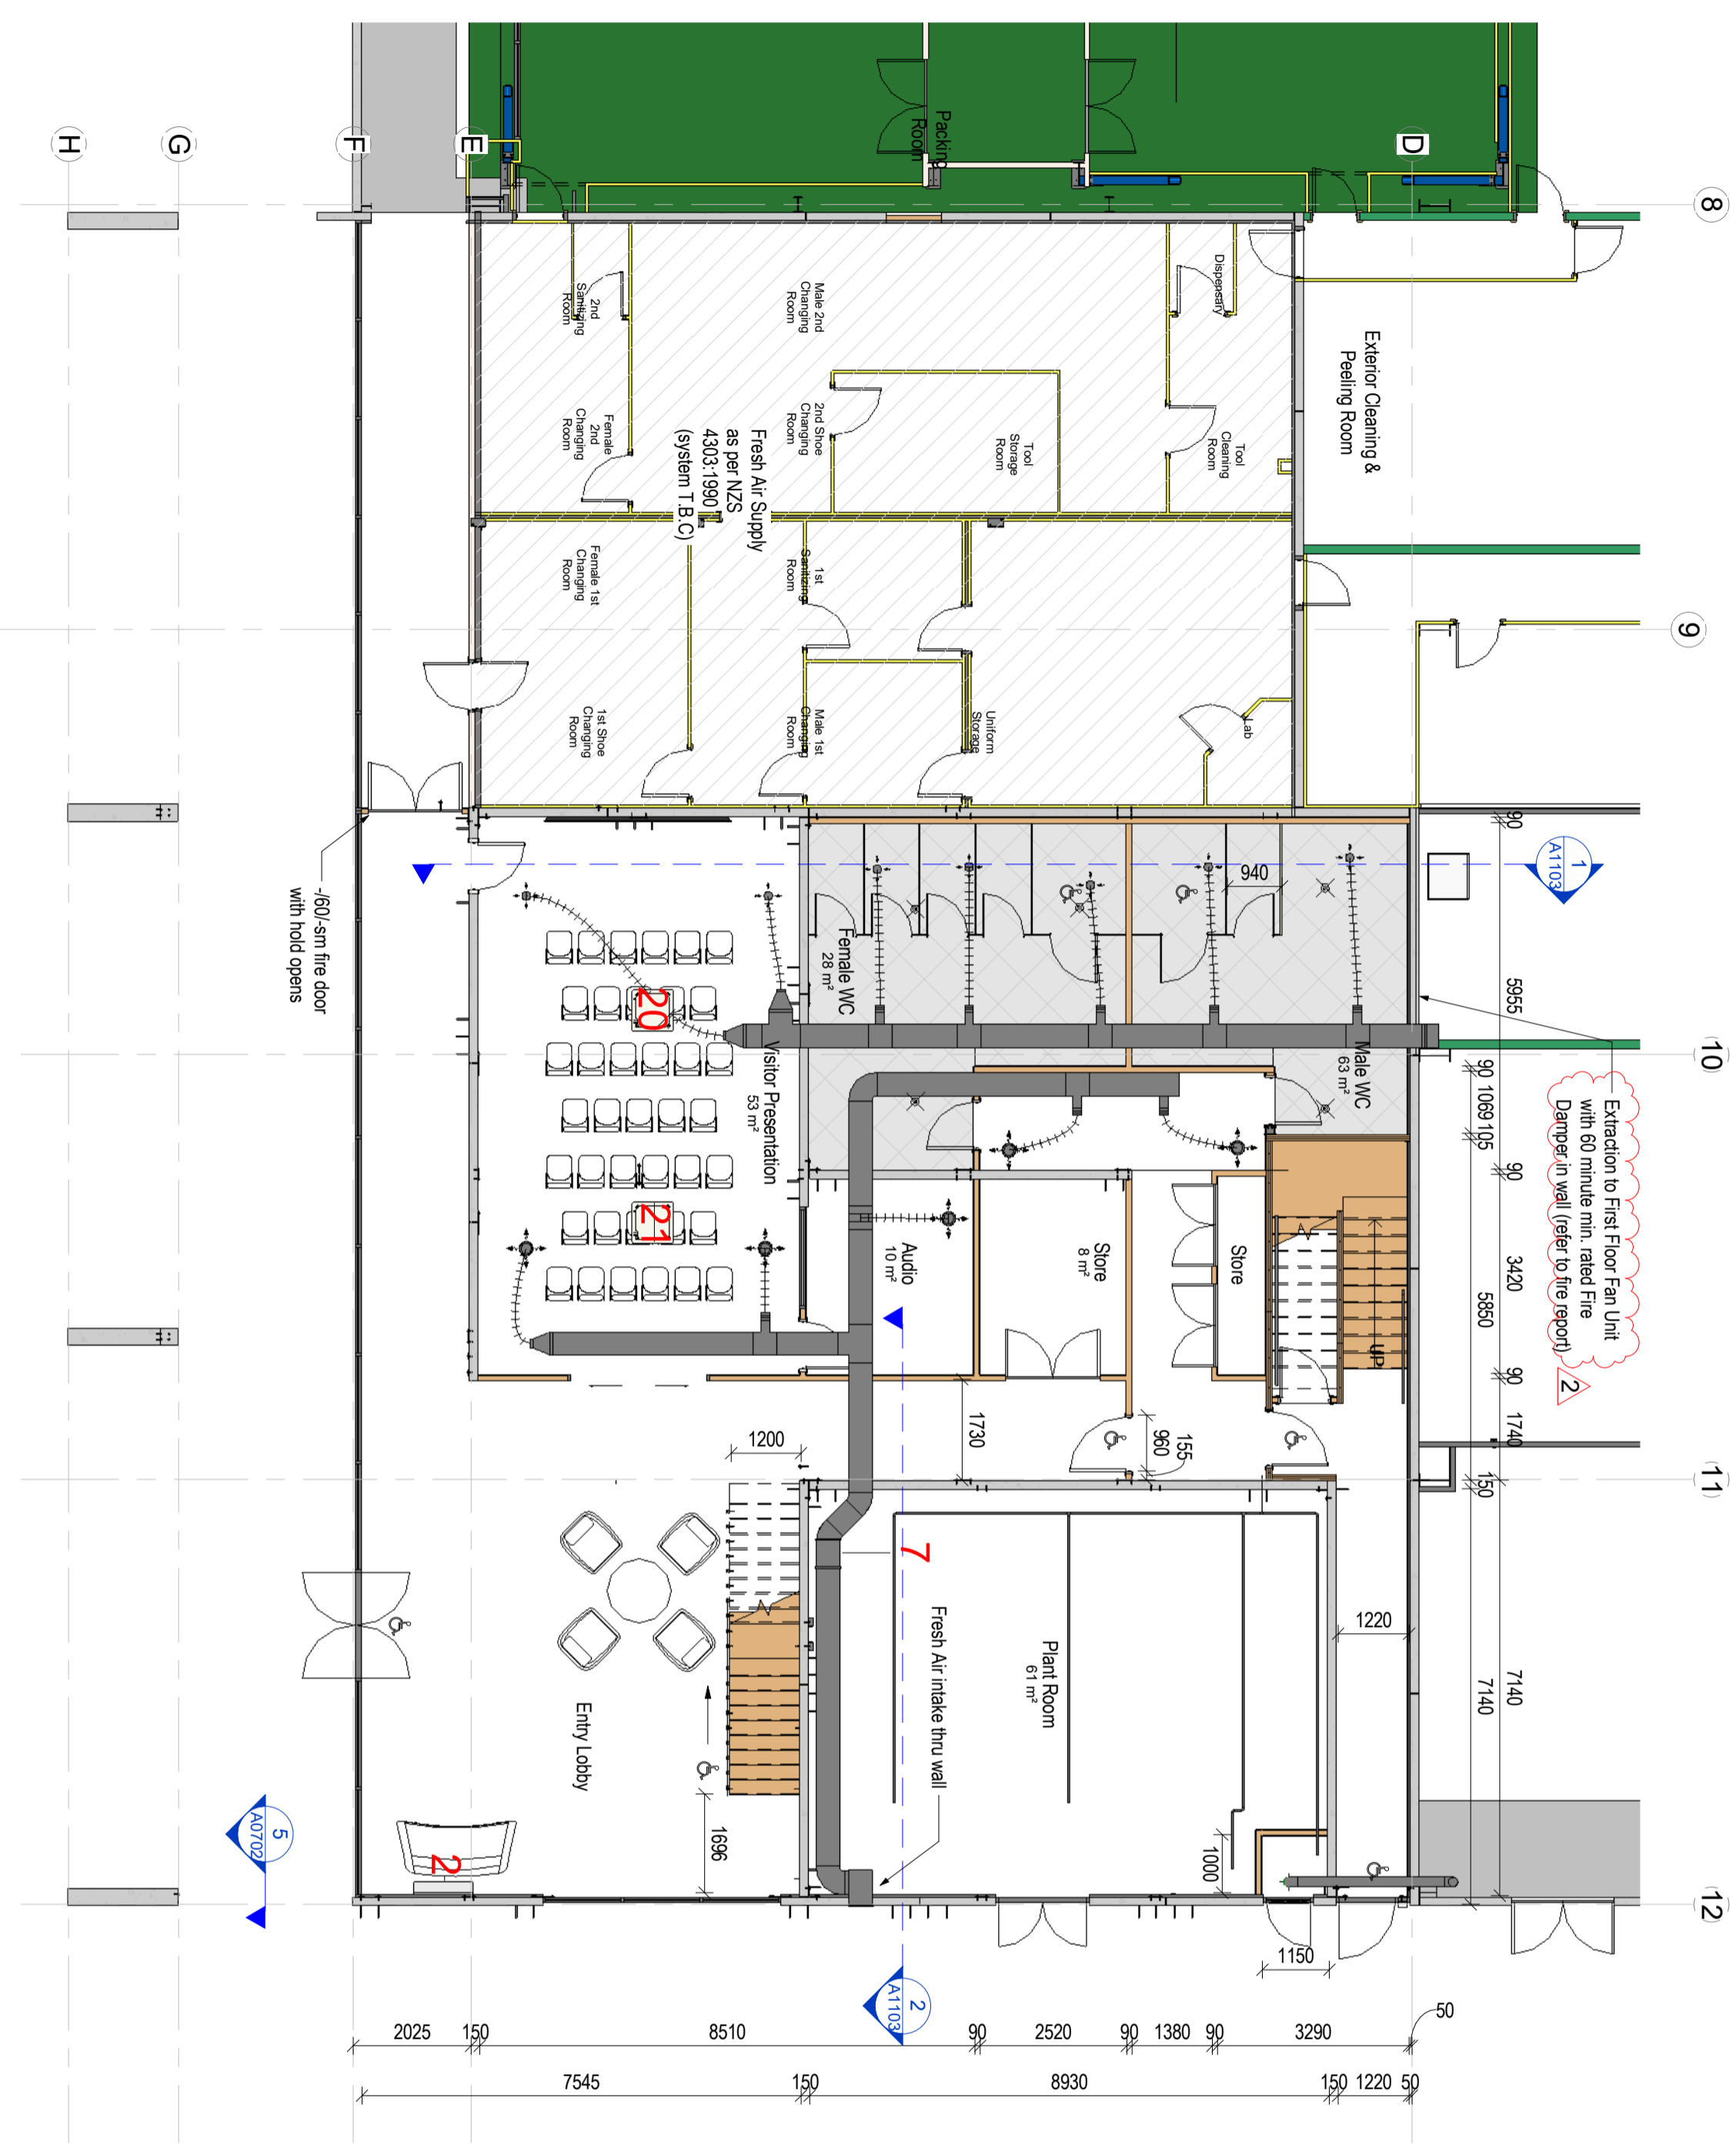 H
G
F
E
D
8
9
10
11
12
Packing
Room
Exterior Cleaning &
Peeling Room
Dispensary
Tool
Cleaning
Room
Tool
Storage
Room
2nd Shoe
Changing
Room
Male 2nd
Changing
Room
2nd
Sanitizing
Room
Female
2nd
Changing
Room
Fresh Air Supply
as per NZS
4303:1990
(system T.B.C)
Female 1st
Changing
Room
1st
Sanitizing
Room
Male 1st
Changing
Room
1st Shoe
Changing
Room
Uniform
Storage
Lab
-/60/-sm fire door
with hold opens
Female WC
28 m²
Male WC
63 m²
940
Visitor Presentation
53 m²
20
21
Audio
10 m²
Store
8 m²
Store
UP
Extraction to First Floor Fan Unit
with 60 minute min. rated Fire
Damper in wall (refer to fire report)
2
1
A1103
90
5955
90
1069
105
90
3420
5860
90
1740
150
7140
7140
1730
155
960
1200
1220
7
Fresh Air intake thru wall
Plant Room
61 m²
Entry Lobby
1696
1000
1150
2
5
A0702
2
A1103
50
2025
150
8510
90
2520
90
1380
90
3290
7545
150
8930
150
1220
50